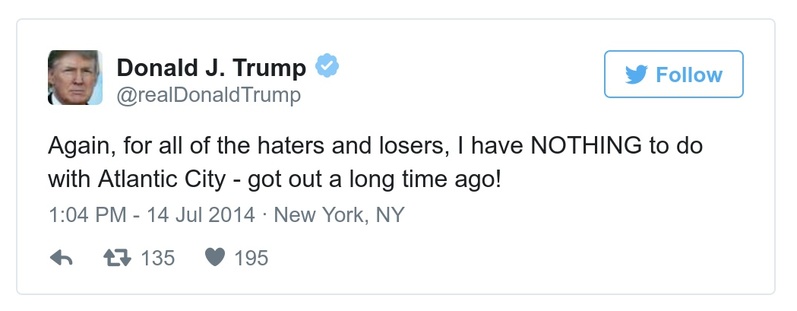 Donald J. Trump
@realDonaldTrump
Follow
Again, for all of the haters and losers, I have NOTHING to do
with Atlantic City - got out a long time ago!
1:04 PM - 14 Jul 2014 · New York, NY
135 195